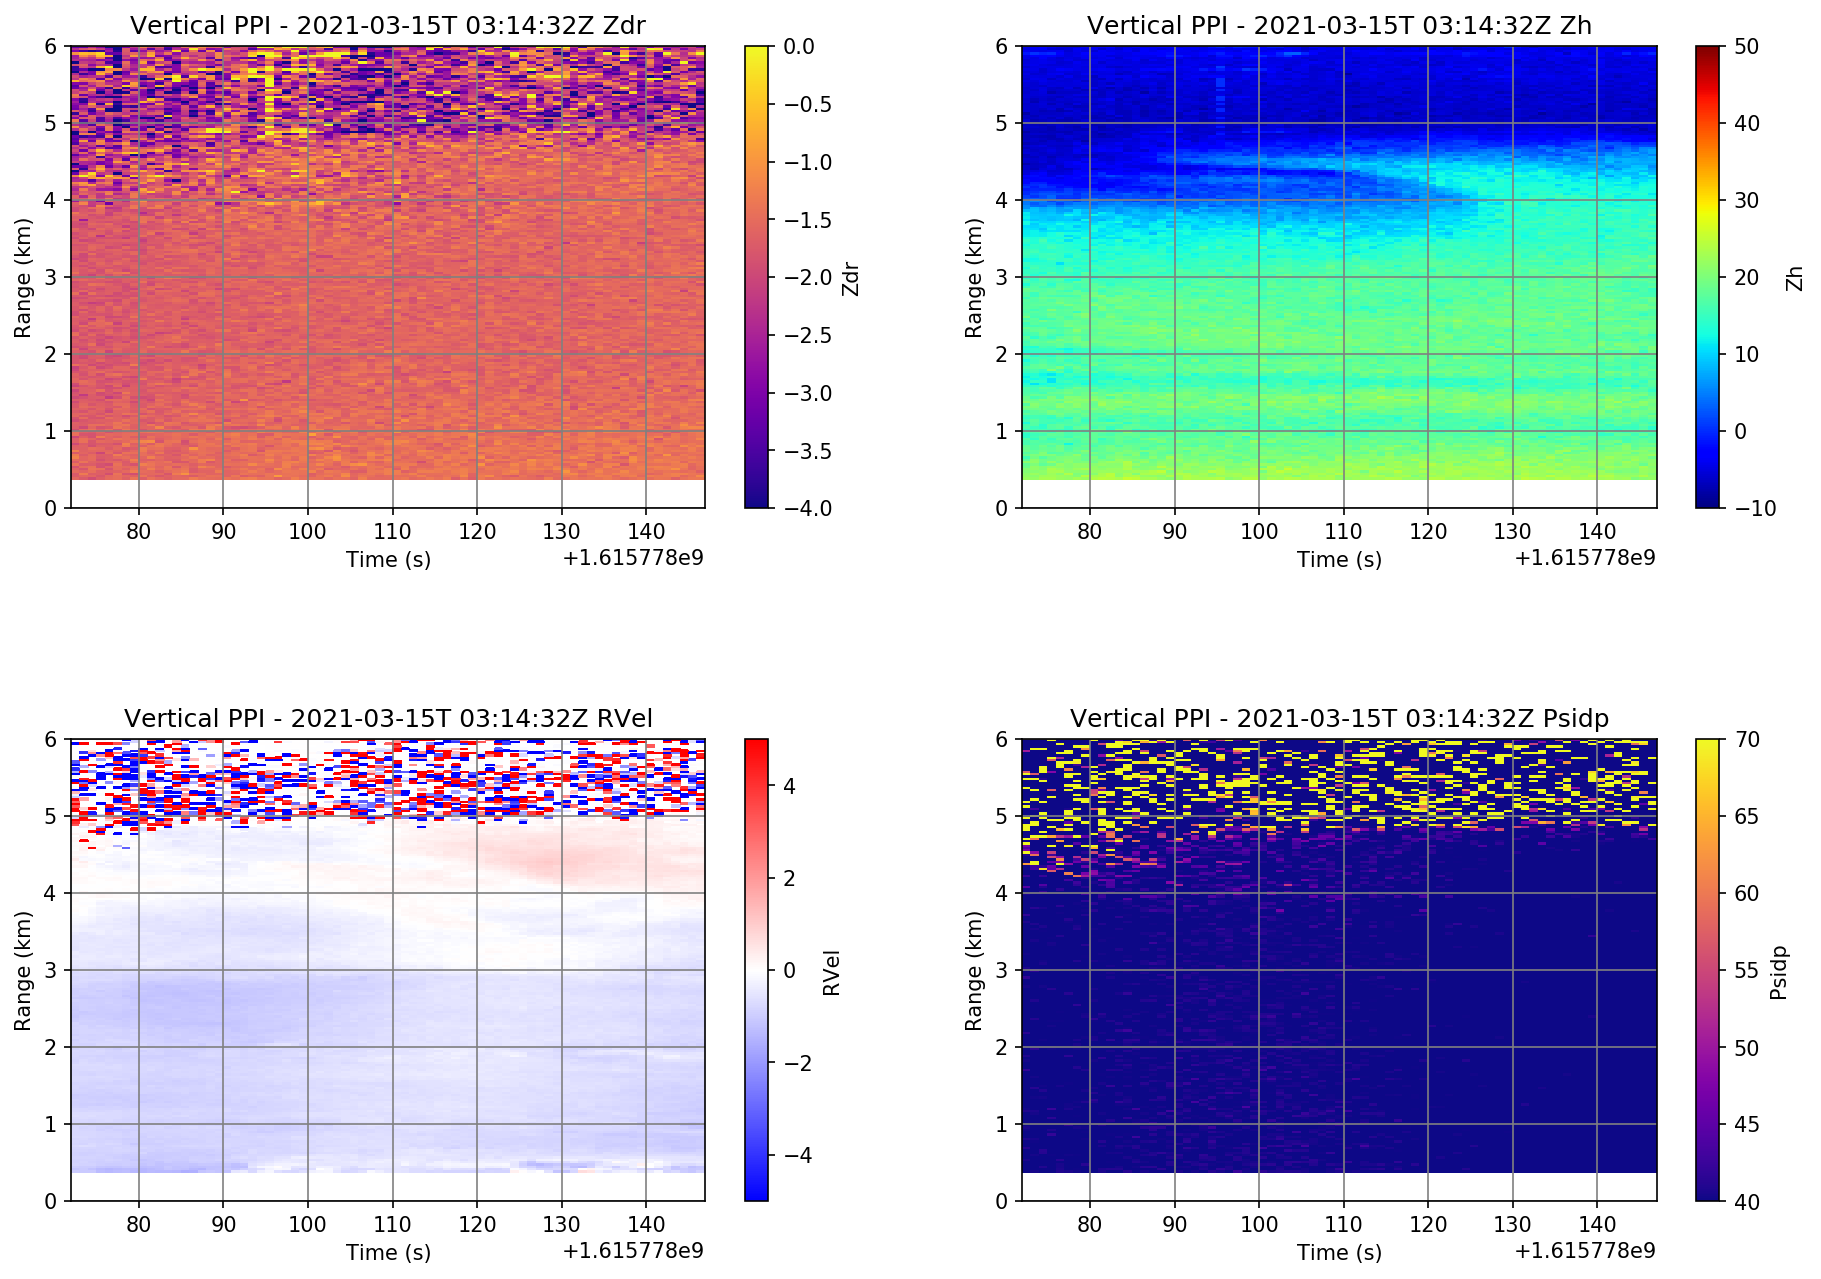 Vertical PPI - 2021-03-15T 03:14:32Z Zdr
6
5
4
3
2
1
0
Range (km)
80 90 100 110 120 130 140
Time (s)
+1.615778e9
0.0
−0.5
−1.0
−1.5
−2.0
−2.5
−3.0
−3.5
−4.0
Zdr
Vertical PPI - 2021-03-15T 03:14:32Z Zh
6
5
4
3
2
1
0
Range (km)
80 90 100 110 120 130 140
Time (s)
+1.615778e9
50
40
30
20
10
0
−10
Zh
Vertical PPI - 2021-03-15T 03:14:32Z RVel
6
5
4
3
2
1
0
Range (km)
80 90 100 110 120 130 140
Time (s)
+1.615778e9
4
2
0
−2
−4
RVel
Vertical PPI - 2021-03-15T 03:14:32Z Psidp
6
5
4
3
2
1
0
Range (km)
80 90 100 110 120 130 140
Time (s)
+1.615778e9
70
65
60
55
50
45
40
Psidp